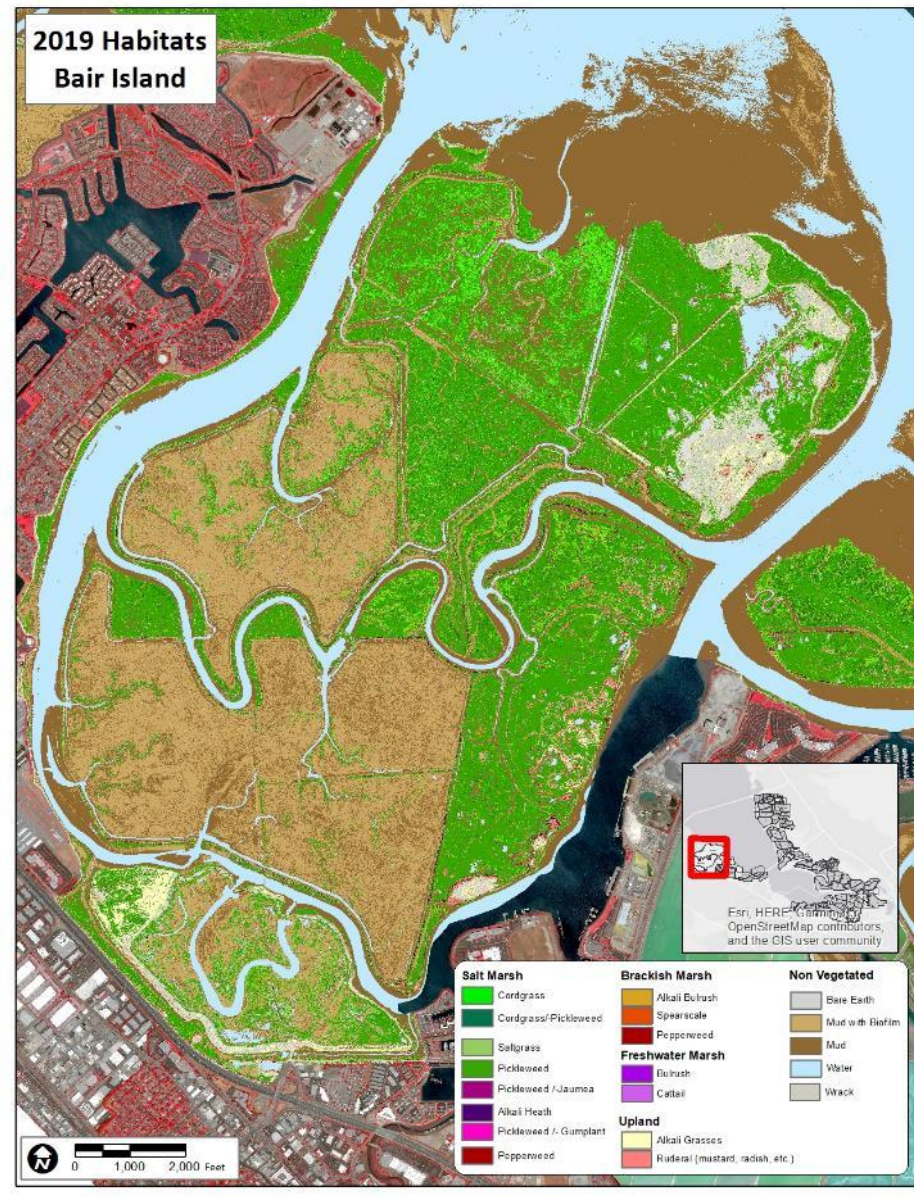 2019 Habitats
Bair Island
Esri, HERE, Garmin,
OpenStreetMap contributors,
and the GIS user community
Salt Marsh
Cordgrass
Cordgrass/-Pickleweed
Saltgrass
Pickleweed
Pickleweed /-Jaumea
Alkali Heath
Pickleweed /- Gumplant
Pepperweed
Brackish Marsh
Alkali Bulrush
Spearscale
Pepperweed
Freshwater Marsh
Bulrush
Cattail
Upland
Alkali Grasses
Ruderal (mustard, radish, etc.)
Non Vegetated
Bare Earth
Mud with Biofilm
Mud
Water
Wrack
N
0 1,000 2,000 Feet